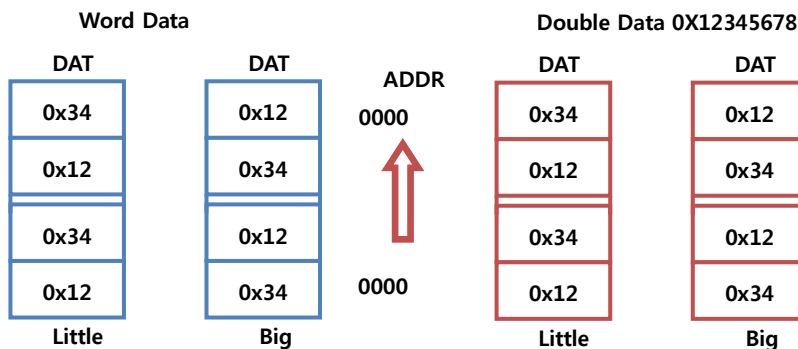 Word Data
Double Data 0X12345678
DAT
DAT
ADDR
DAT
DAT
0x34
0x12
0000
0x34
0x12
0x12
0x34
0x12
0x34
0x34
0x12
0x34
0x12
0x12
0x34
0000
0x12
0x34
Little
Big
Little
Big